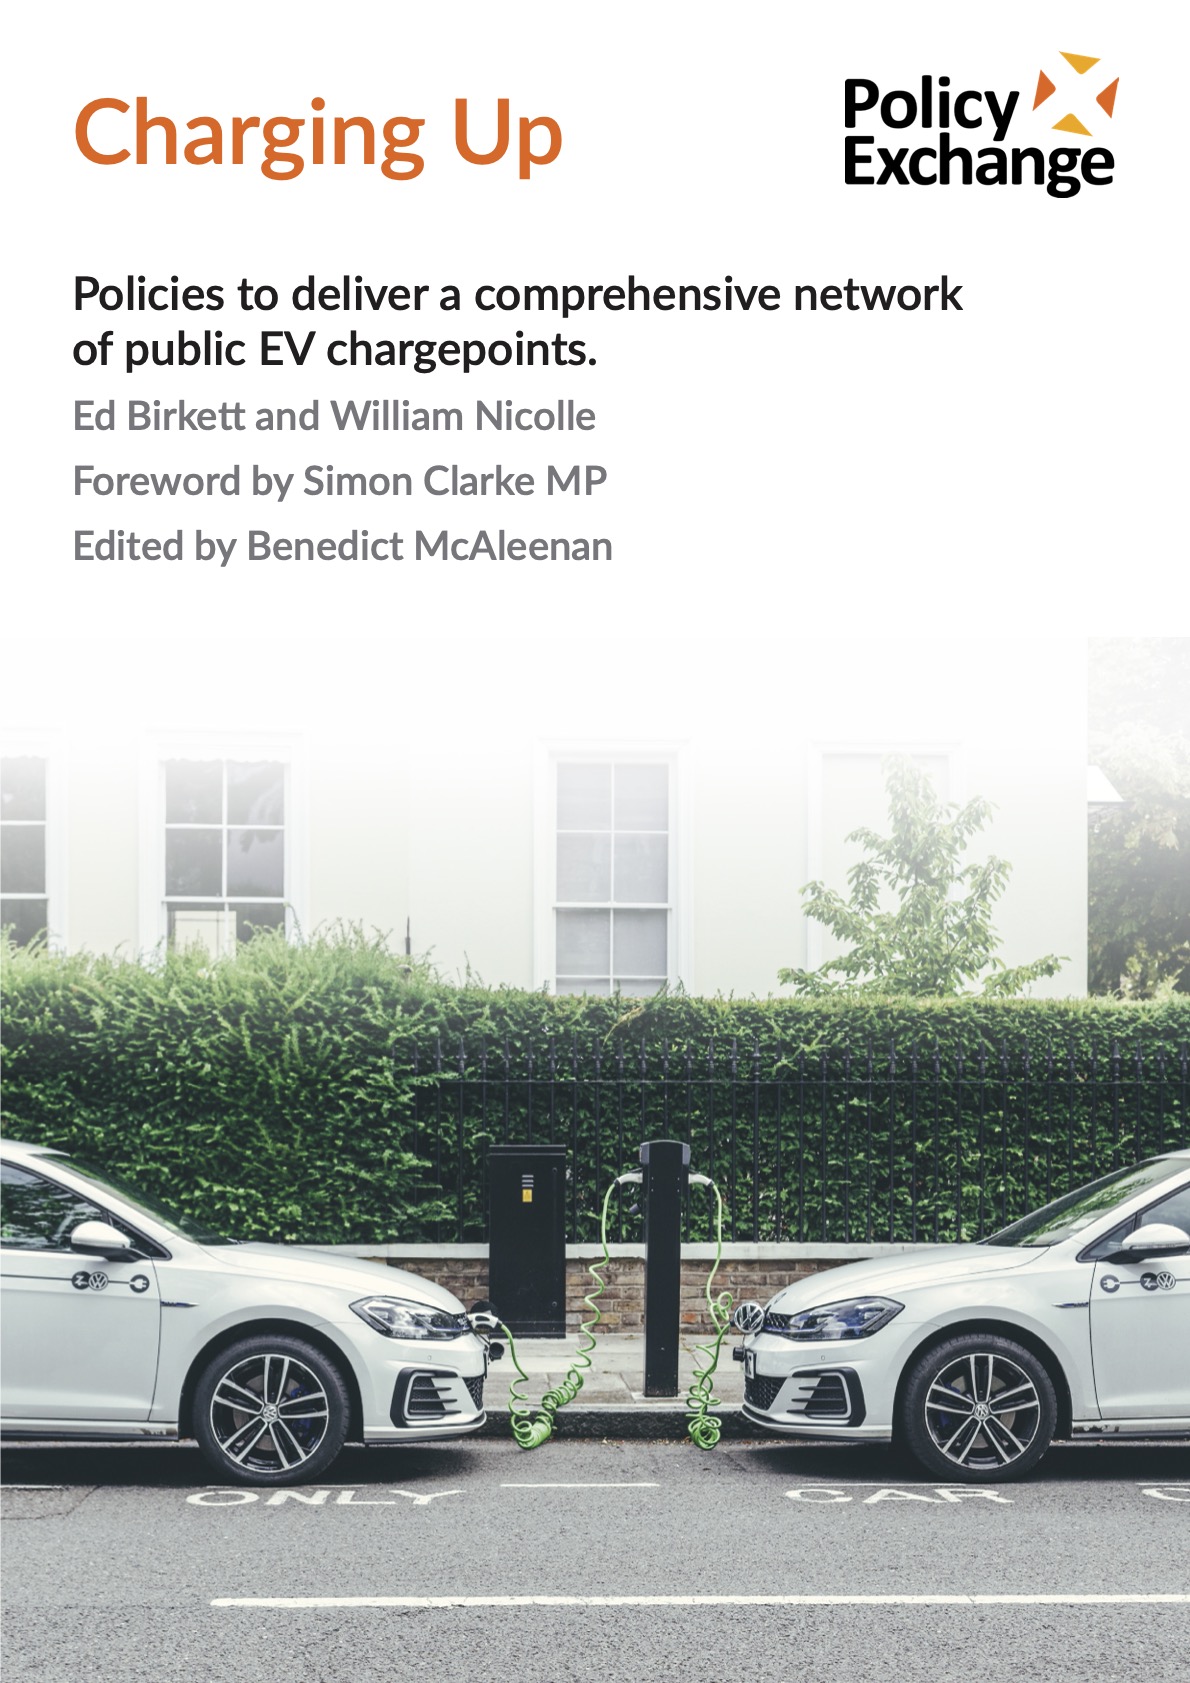 Charging Up
Policy
Exchange
Policies to deliver a comprehensive network
of public EV chargepoints.
Ed Birkett and William Nicolle
Foreword by Simon Clarke MP
Edited by Benedict McAleenan
ONLY
CAR